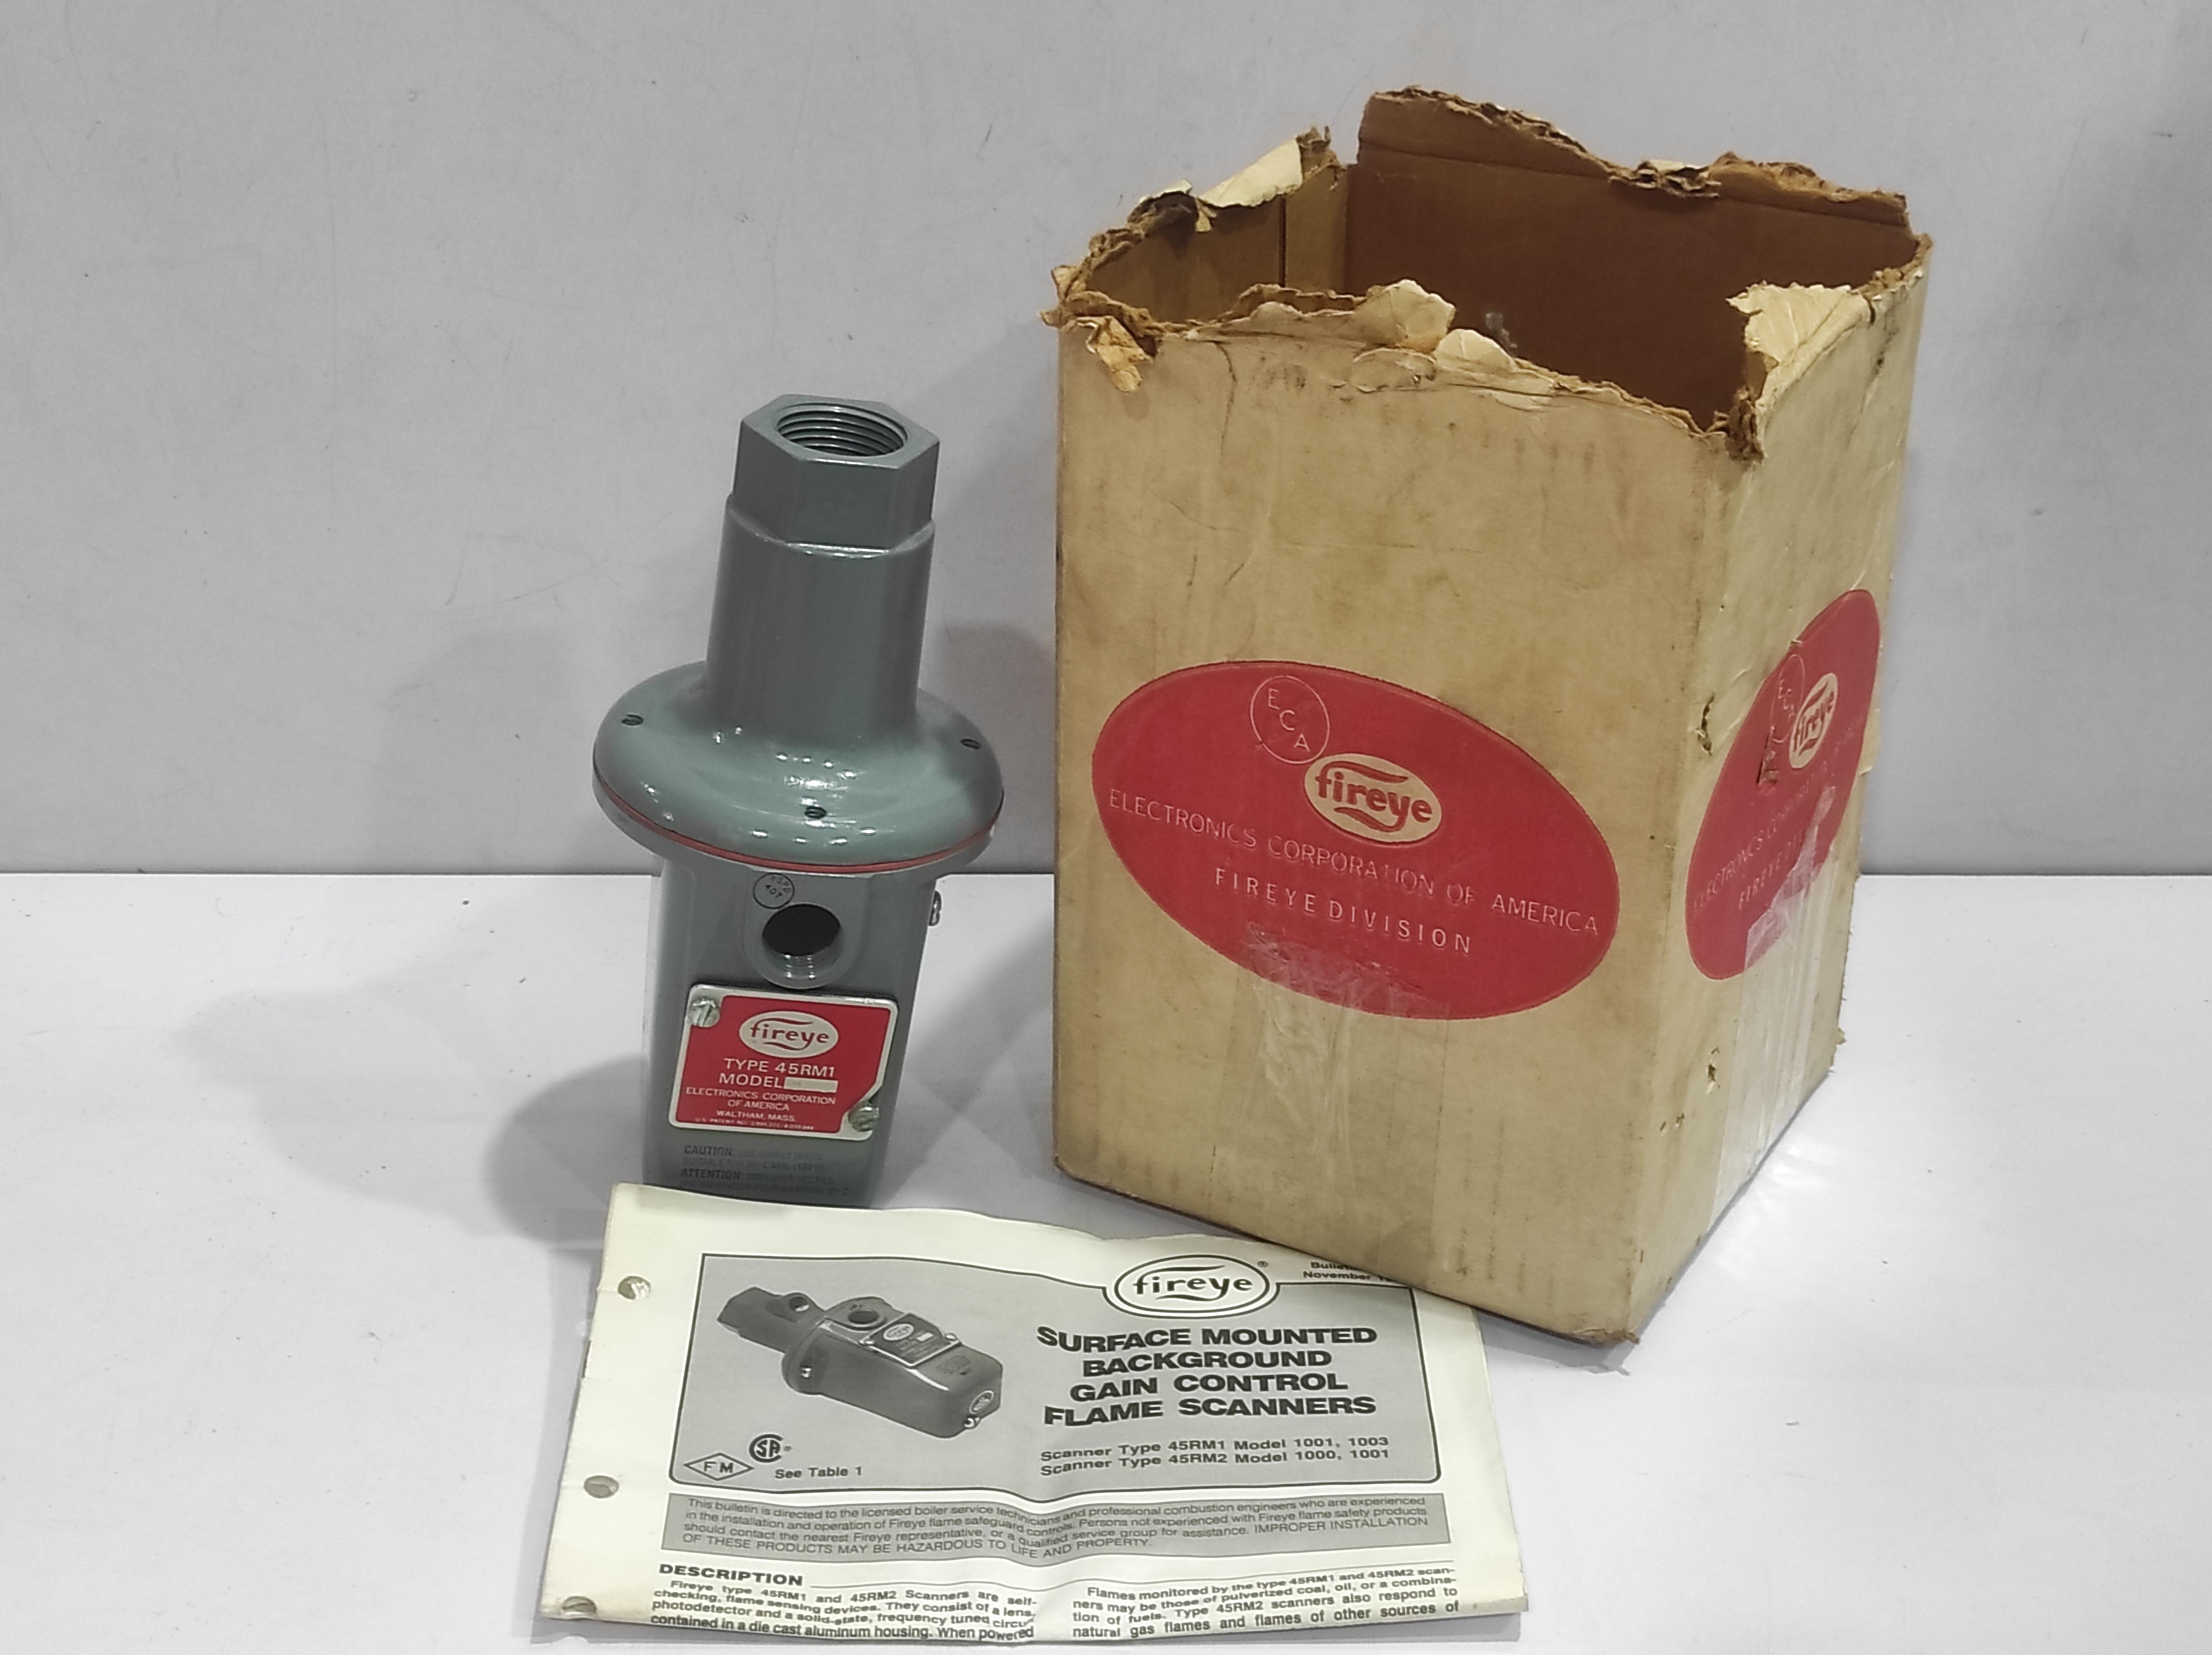 E
C
A
fireye
ELECTRONICS CORPORATION OF AMERICA
FIREYE DIVISION
E
C
fireye
ELECTRONICS
FIREYE
fireye
TYPE 45RM1
MODEL
ELECTRONICS CORPORATION
OF AMERICA
WALTHAM, MASS.
U.S. PATENT NO.
CAUTION:
ATTENTION:
fireye®
November
SURFACE MOUNTED
BACKGROUND
GAIN CONTROL
FLAME SCANNERS
Scanner Type 45RM1 Model 1001, 1003
Scanner Type 45RM2 Model 1000, 1001
SA®
FM
See Table 1
This bulletin is directed to the licensed boiler service technicians and professional combustion engineers who are experienced
in the installation and operation of Fireye flame safeguard controls. Persons not experienced with Fireye flame safety products
should contact the nearest Fireye representative, or a qualified service group for assistance. IMPROPER INSTALLATION
OF THESE PRODUCTS MAY BE HAZARDOUS TO LIFE AND PROPERTY.
DESCRIPTION
Fireye type 45RM1 and 45RM2 Scanners are self-
checking, flame sensing devices. They consist of a lens,
photodetector and a solid-state, frequency tuned
contained in a die cast aluminum housing. When powered
Flames monitored by the type 45RM1 and 45RM2 scan-
ners may be those of pulverized coal, oil, or a combina-
tion of fuels. Type 45RM2 scanners also respond to
natural gas flames and flames of other sources of